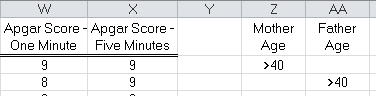 W X Y Z AA
Apgar Score - Apgar Score - Mother Father
One Minute Five Minutes Age Age
9 9 >40
8 9 >40